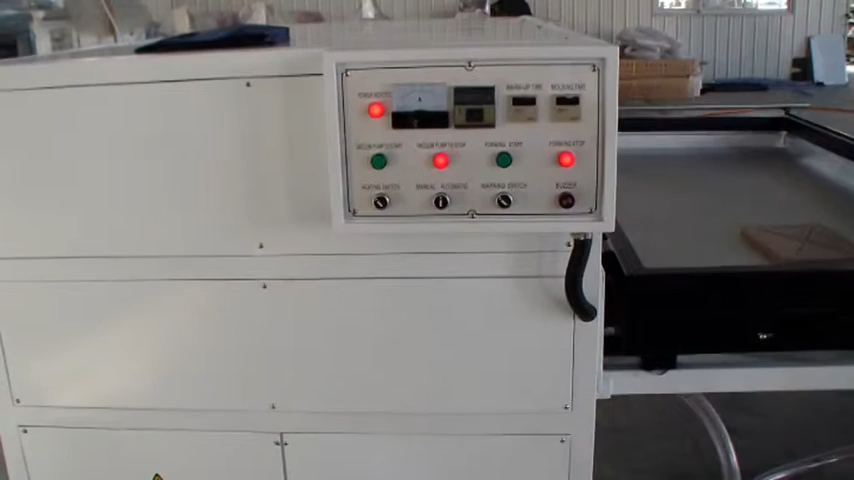 POWER INDICATE
WARM-UP TIME
MOLDING TIME
VACUUM PUMP START
VACUUM PUMP STOP
FORMING START
FORMING STOP
HEATING SWITCH
MANUAL AUTOMATIC
WARMING SWITCH
BUZZER